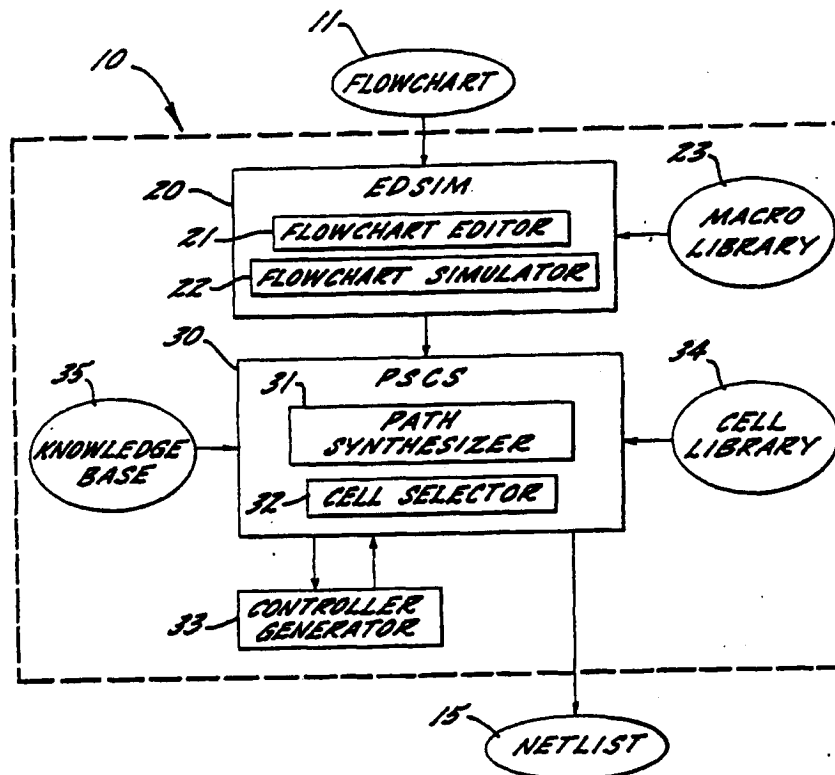 11
10
FLOWCHART
20
EDSIM
23
21
FLOWCHART EDITOR
MACRO
LIBRARY
22
FLOWCHART SIMULATOR
30
PSCS
34
35
31
PATH
SYNTHESIZER
KNOWLEDGE
BASE
CELL
LIBRARY
32
CELL SELECTOR
33
CONTROLLER
GENERATOR
15
NETLIST